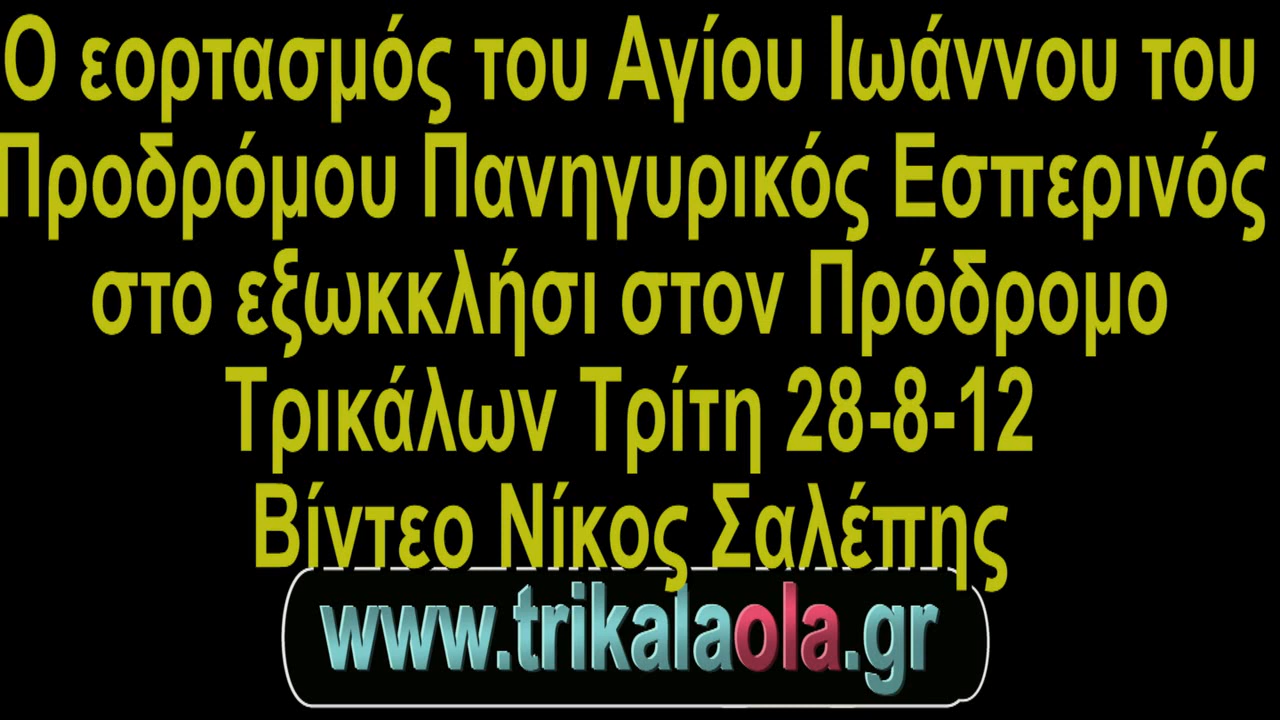 Ο εορτασμός του Αγίου Ιωάννου του
Προδρόμου Πανηγυρικός Εσπερινός
στο εξωκκλήσι στον Πρόδρομο
Τρικάλων Τρίτη 28-8-12
Βίντεο Νίκος Σαλέπης
www.trikalaola.gr